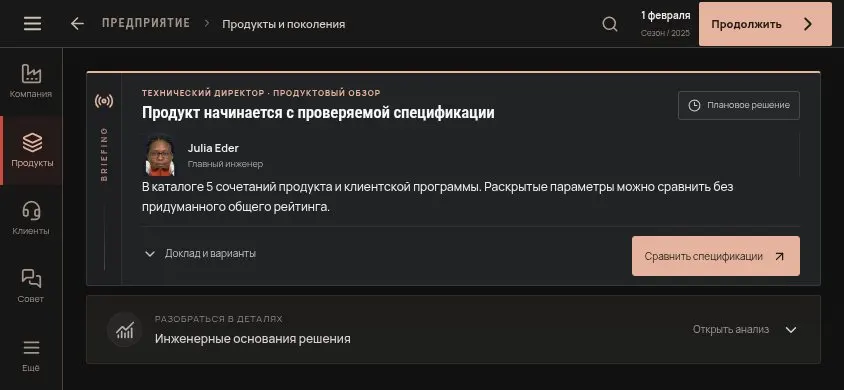 ПРЕДПРИЯТИЕ
Продукты и поколения
1 февраля
Сезон / 2025
Продолжить
Компания
Продукты
Клиенты
Совет
Ещё
BRIEFING
ТЕХНИЧЕСКИЙ ДИРЕКТОР · ПРОДУКТОВЫЙ ОБЗОР
Продукт начинается с проверяемой спецификации
Плановое решение
Julia Eder
Главный инженер
В каталоге 5 сочетаний продукта и клиентской программы. Раскрытые параметры можно сравнить без
придуманного общего рейтинга.
Доклад и варианты
Сравнить спецификации
РАЗОБРАТЬСЯ В ДЕТАЛЯХ
Инженерные основания решения
Открыть анализ